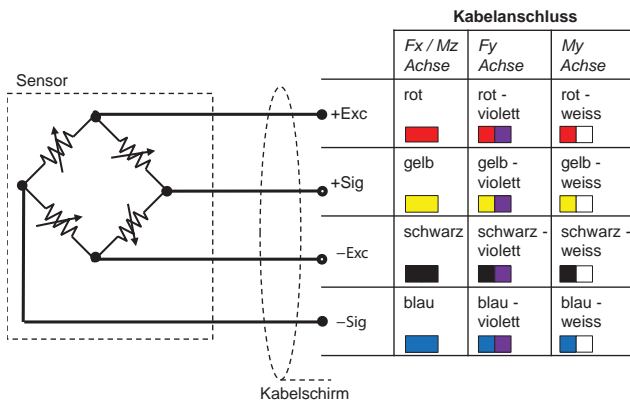 Kabelanschluss
Fx / Mz Achse
Fy Achse
My Achse
Sensor
+Exc
rot
rot - violett
rot - weiss
+Sig
gelb
gelb - violett
gelb - weiss
–Exc
schwarz
schwarz - violett
schwarz - weiss
–Sig
blau
blau - violett
blau - weiss
Kabelschirm